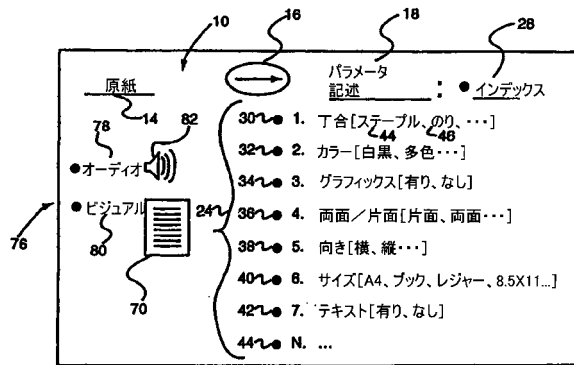 10
16
18
28
原紙
14
パラメータ
記述 : ●インデックス
78
82
●オーディオ
●ビジュアル
76
80
70
24
30 ● 1. 丁合[ステープル、のり、・・・]
44 46
32 ● 2. カラー[白黒、多色・・・]
34 ● 3. グラフィックス[有り、なし]
36 ● 4. 両面／片面[片面、両面・・・]
38 ● 5. 向き[横、縦・・・]
40 ● 6. サイズ[A4、ブック、レジャー、8.5X11...]
42 ● 7. テキスト[有り、なし]
44 ● N. ...